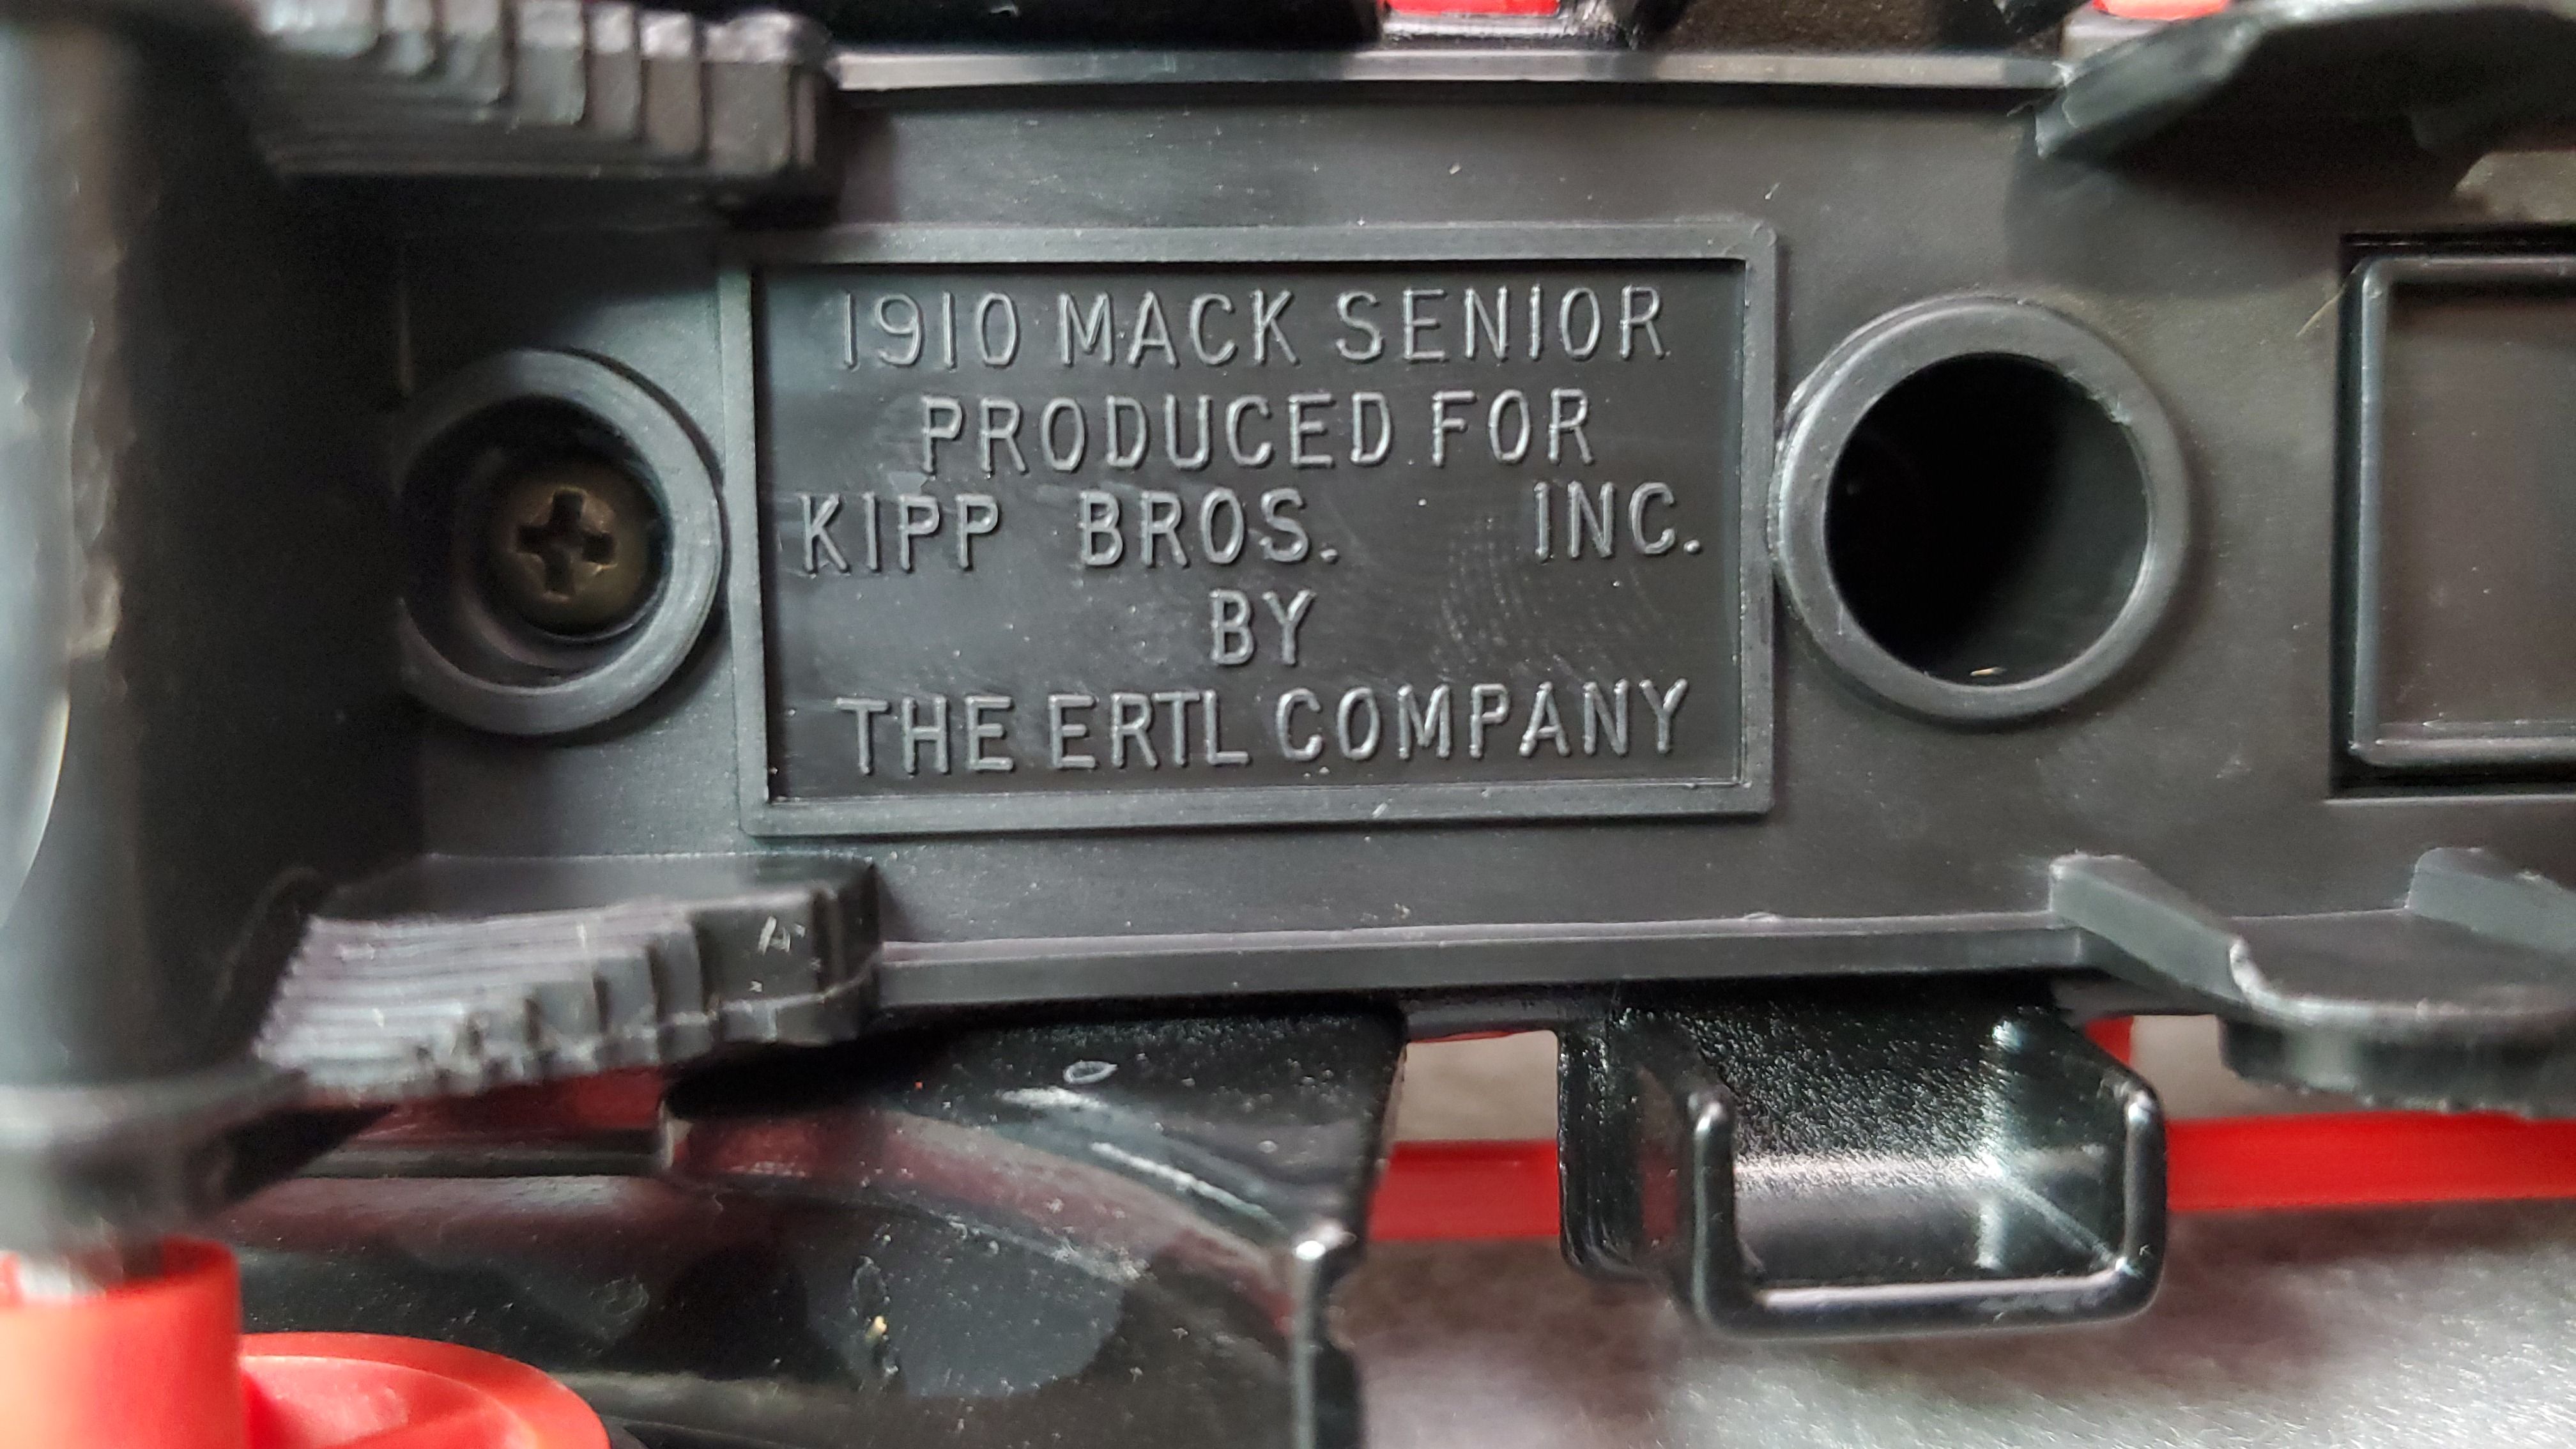 1910 MACK SENIOR
PRODUCED FOR
KIPP BROS. INC.
BY
THE ERTL COMPANY